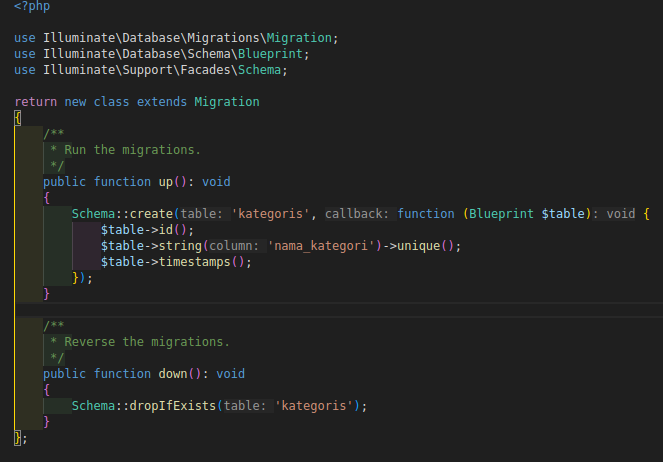 <?php
use Illuminate\Database\Migrations\Migration;
use Illuminate\Database\Schema\Blueprint;
use Illuminate\Support\Facades\Schema;
return new class extends Migration
{
/**
* Run the migrations.
*/
public function up(): void
{
Schema::create(table: 'kategoris', callback: function (Blueprint $table): void {
$table->id();
$table->string(column: 'nama_kategori')->unique();
$table->timestamps();
});
}
/**
* Reverse the migrations.
*/
public function down(): void
{
Schema::dropIfExists(table: 'kategoris');
}
};